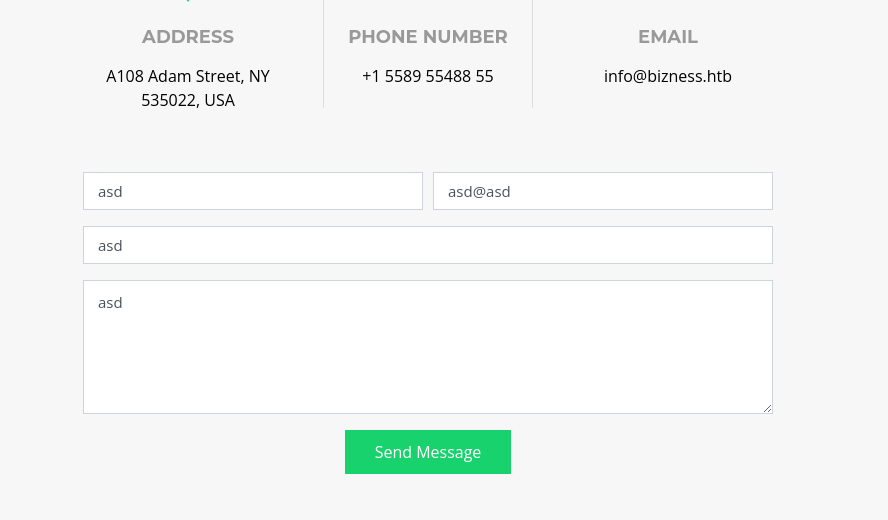 ADDRESS
A108 Adam Street, NY
535022, USA
PHONE NUMBER
+1 5589 55488 55
EMAIL
info@bizness.htb
asd
asd@asd
asd
asd
Send Message